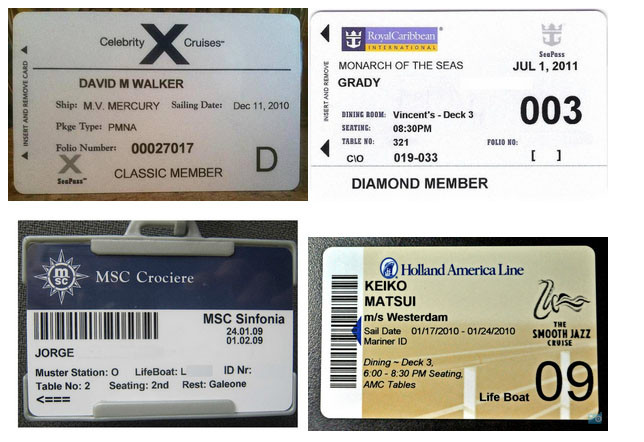 Celebrity X Cruises™
INSERT AND REMOVE CARD
DAVID M WALKER
Ship: M.V. MERCURY Sailing Date: Dec 11, 2010
Pkge Type: PMNA
Folio Number: 00027017
X
SeaPass™
CLASSIC MEMBER
D
RoyalCaribbean
INTERNATIONAL
SeaPass
INSERT AND REMOVE
MONARCH OF THE SEAS JUL 1, 2011
GRADY
003
DINING ROOM: Vincent's - Deck 3
SEATING: 08:30PM
TABLE NO: 321 FOLIO NO:
C\O 019-033 [ ]
DIAMOND MEMBER
msc
MSC Crociere
MSC Sinfonia
24.01.09
01.02.09
JORGE
Muster Station: O LifeBoat: L ID Nr:
Table No: 2 Seating: 2nd Rest: Galeone
<===
Holland America Line
KEIKO
MATSUI
m/s Westerdam
Sail Date 01/17/2010 - 01/24/2010
Mariner ID
THE
SMOOTH JAZZ
CRUISE
Dining ~ Deck 3,
6:00 - 8:30 PM Seating,
AMC Tables
Life Boat 09